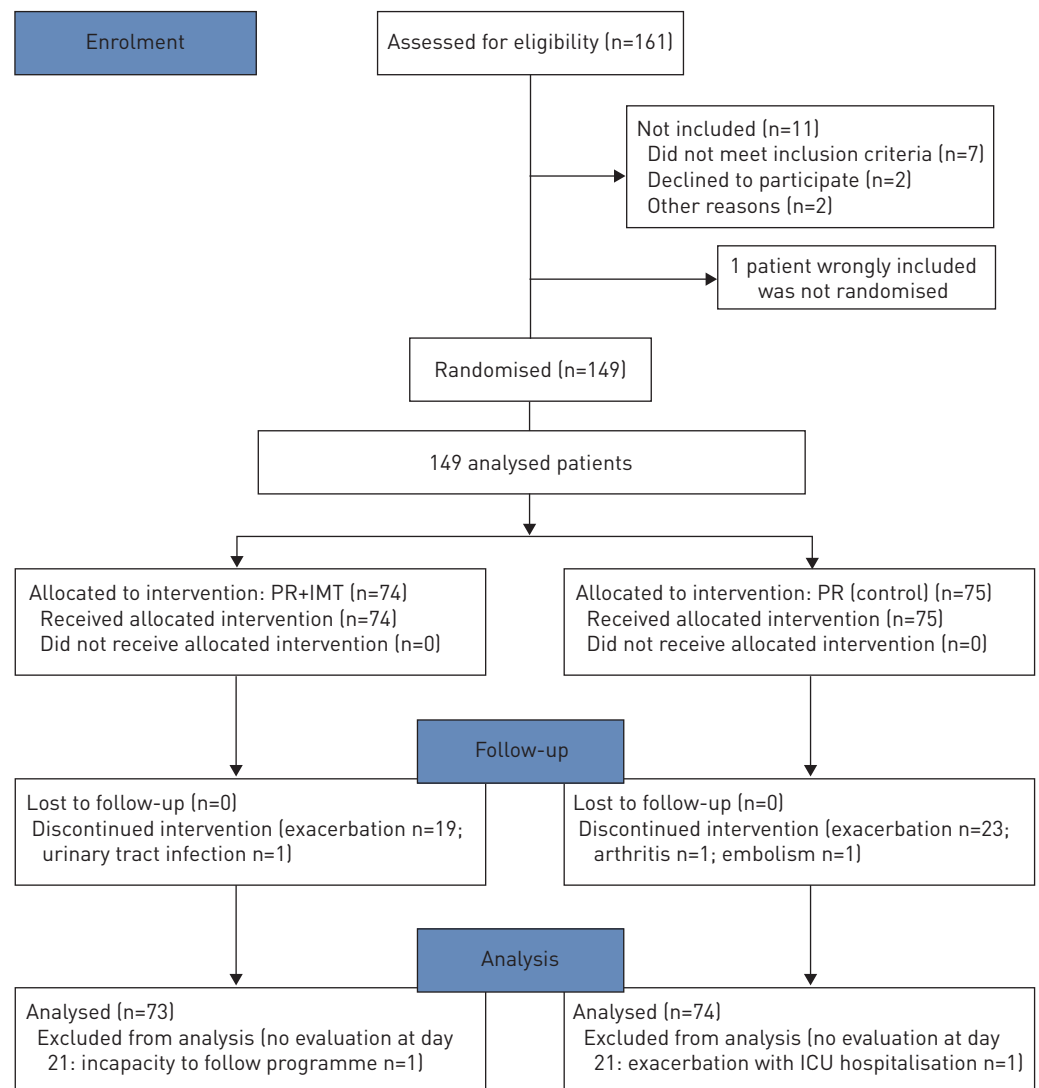 Enrolment
Assessed for eligibility (n=161)
Not included (n=11)
Did not meet inclusion criteria (n=7)
Declined to participate (n=2)
Other reasons (n=2)
1 patient wrongly included
was not randomised
Randomised (n=149)
149 analysed patients
Allocated to intervention: PR+IMT (n=74)
Received allocated intervention (n=74)
Did not receive allocated intervention (n=0)
Allocated to intervention: PR (control) (n=75)
Received allocated intervention (n=75)
Did not receive allocated intervention (n=0)
Follow-up
Lost to follow-up (n=0)
Discontinued intervention (exacerbation n=19;
urinary tract infection n=1)
Lost to follow-up (n=0)
Discontinued intervention (exacerbation n=23;
arthritis n=1; embolism n=1)
Analysis
Analysed (n=73)
Excluded from analysis (no evaluation at day
21: incapacity to follow programme n=1)
Analysed (n=74)
Excluded from analysis (no evaluation at day
21: exacerbation with ICU hospitalisation n=1)